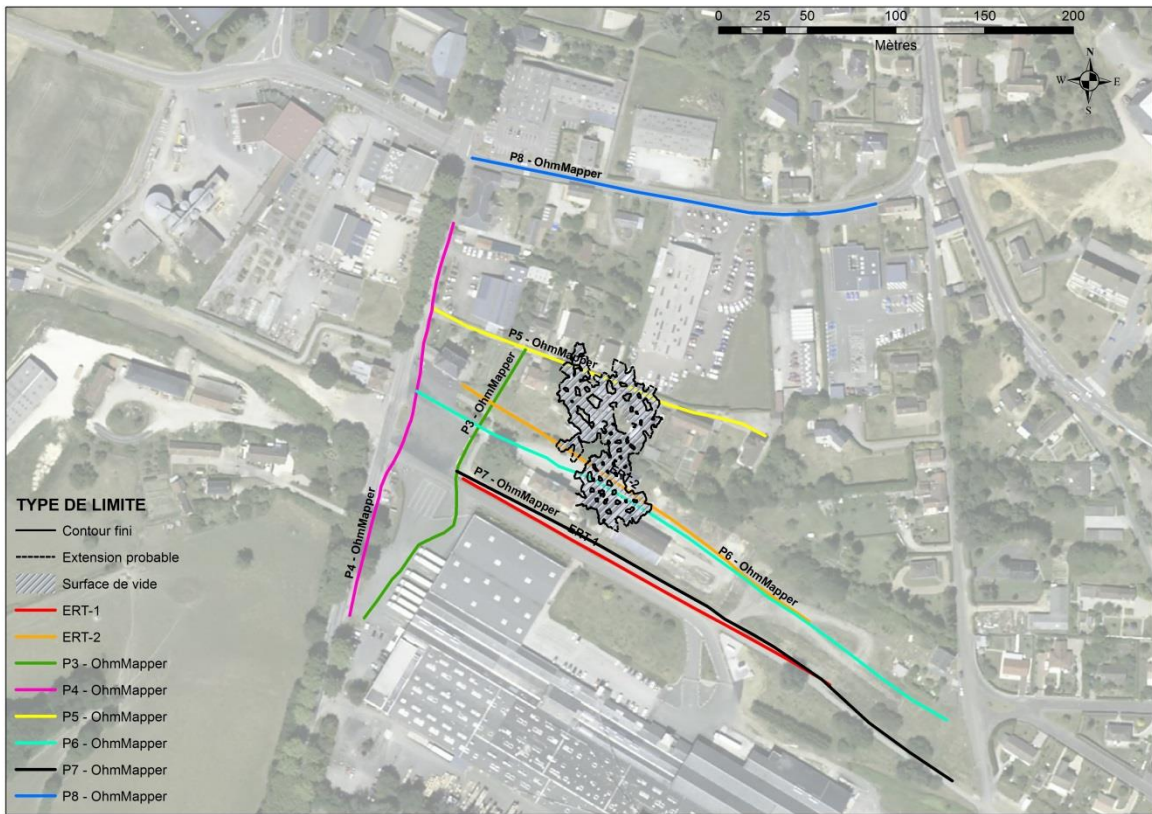 0 25 50 100 150 200
Mètres
N
W E
S
P8 - OhmMapper
P5 - OhmMapper
P3 - OhmMapper
P4 - OhmMapper
P7 - OhmMapper
ERT-2
ERT-1
P6 - OhmMapper
TYPE DE LIMITE
Contour fini
Extension probable
Surface de vide
ERT-1
ERT-2
P3 - OhmMapper
P4 - OhmMapper
P5 - OhmMapper
P6 - OhmMapper
P7 - OhmMapper
P8 - OhmMapper